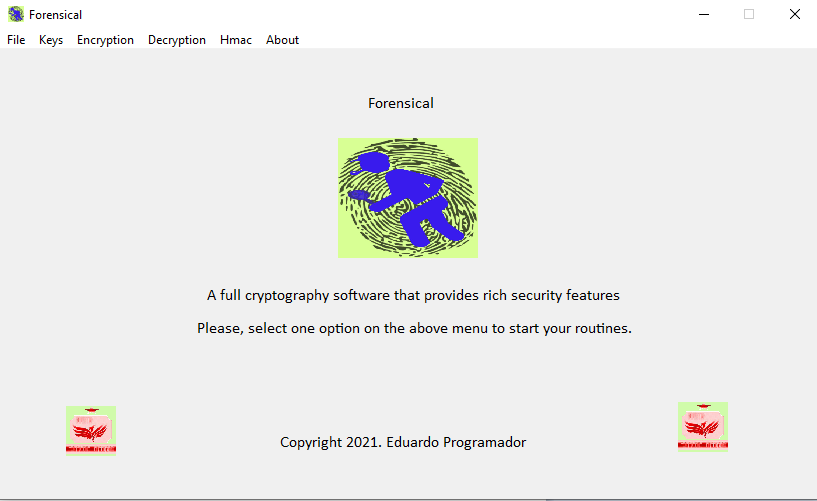 Forensical
File Keys Encryption Decryption Hmac About
Forensical
A full cryptography software that provides rich security features
Please, select one option on the above menu to start your routines.
Copyright 2021. Eduardo Programador